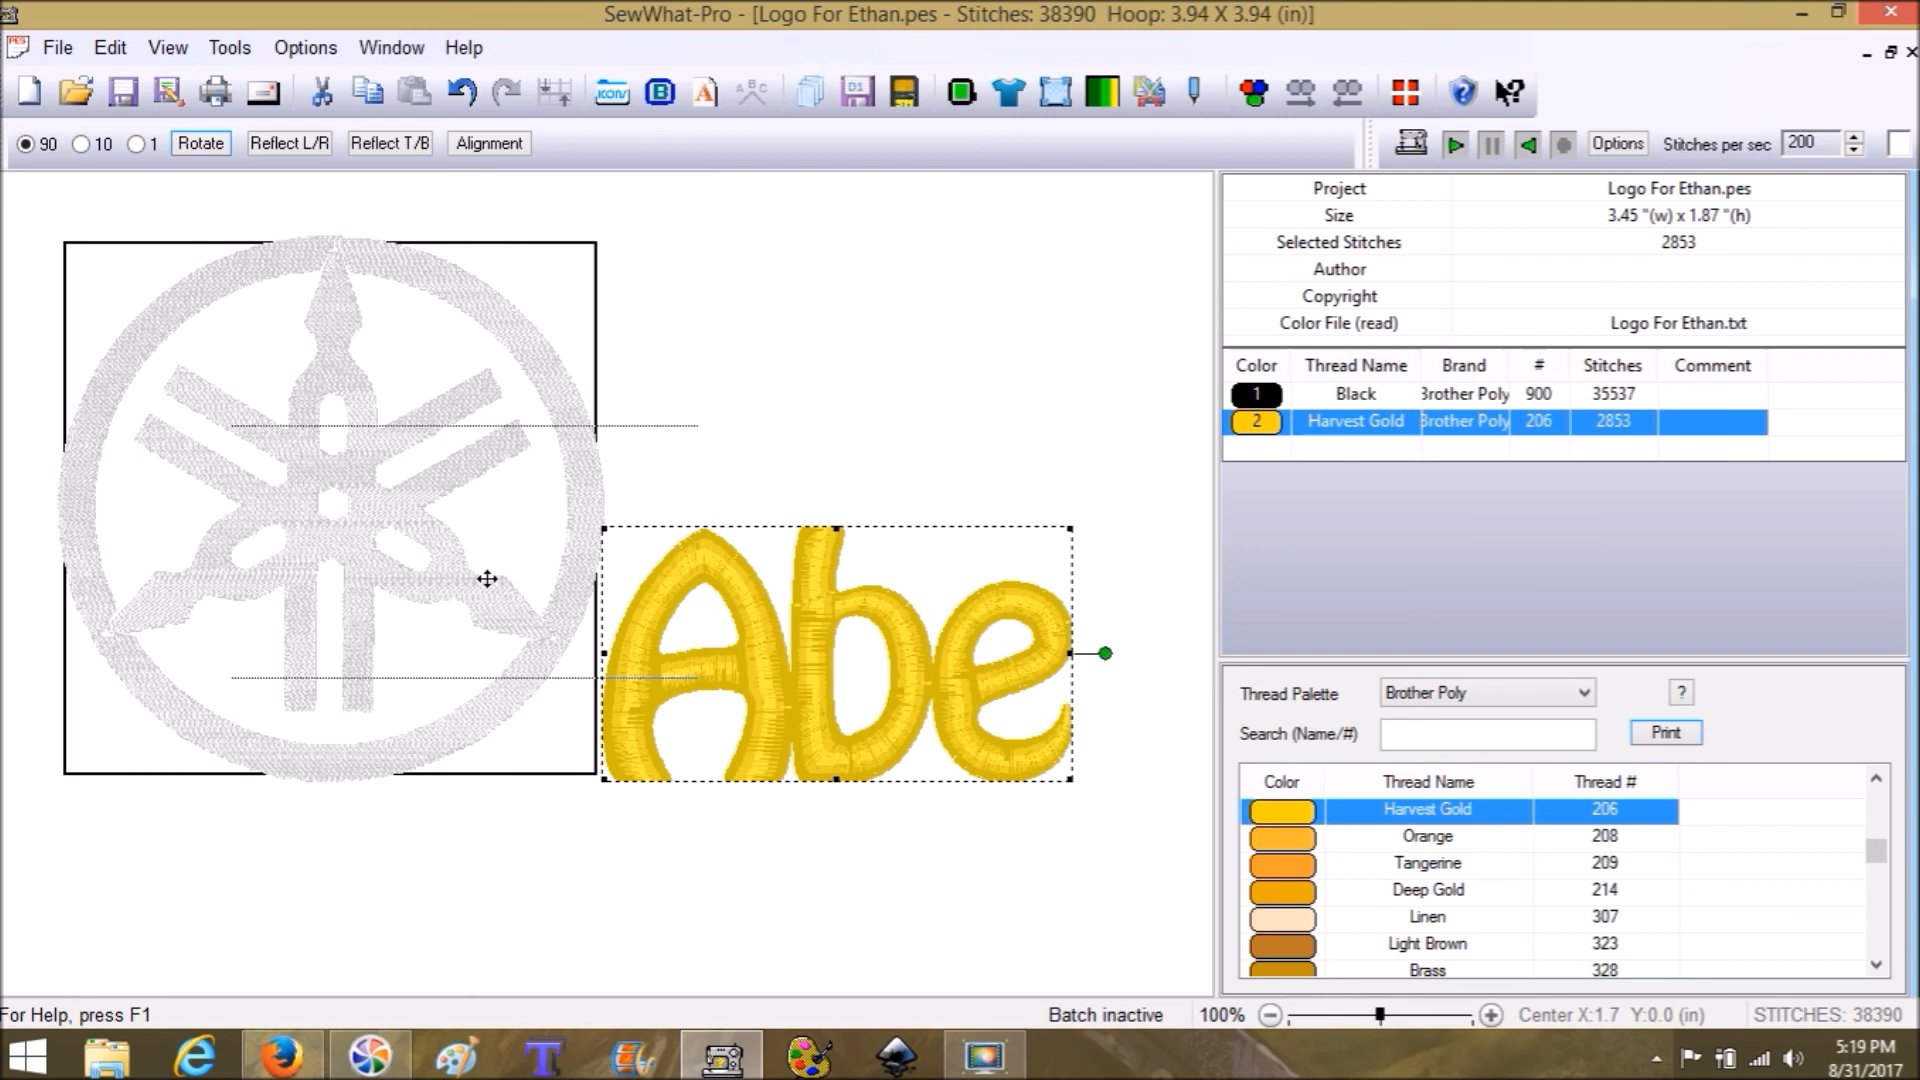 SewWhat-Pro - [Logo For Ethan.pes - Stitches: 38390  Hoop: 3.94 X 3.94 (in)]
File Edit View Tools Options Window Help
PES
ICON B A ABC D1 ?
90 10 1 Rotate Reflect L/R Reflect T/B Alignment Options Stitches per sec 200
Project Logo For Ethan.pes
Size 3.45 "(w) x 1.87 "(h)
Selected Stitches 2853
Author
Copyright
Color File (read) Logo For Ethan.txt
Color Thread Name Brand # Stitches Comment
1 Black Brother Poly 900 35537
2 Harvest Gold Brother Poly 206 2853
Abe
Thread Palette Brother Poly ?
Search (Name/#) Print
Color Thread Name Thread #
Harvest Gold 206
Orange 208
Tangerine 209
Deep Gold 214
Linen 307
Light Brown 323
Brass 328
For Help, press F1 Batch inactive 100% Center X:1.7 Y:0.0 (in) STITCHES: 38390
5:19 PM
8/31/2017